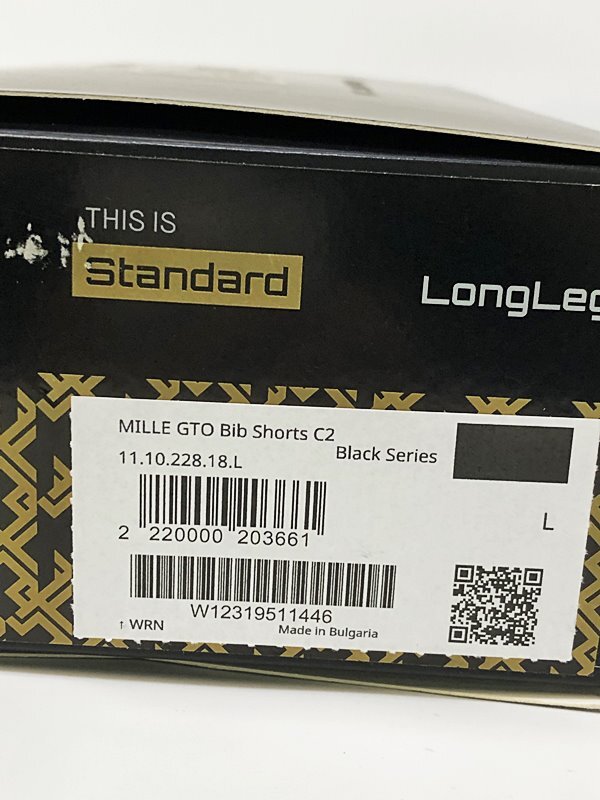 THIS IS
Standard
LongLeg
MILLE GTO Bib Shorts C2
Black Series
11.10.228.18.L
L
2 220000 203661
W12319511446
↑ WRN
Made in Bulgaria